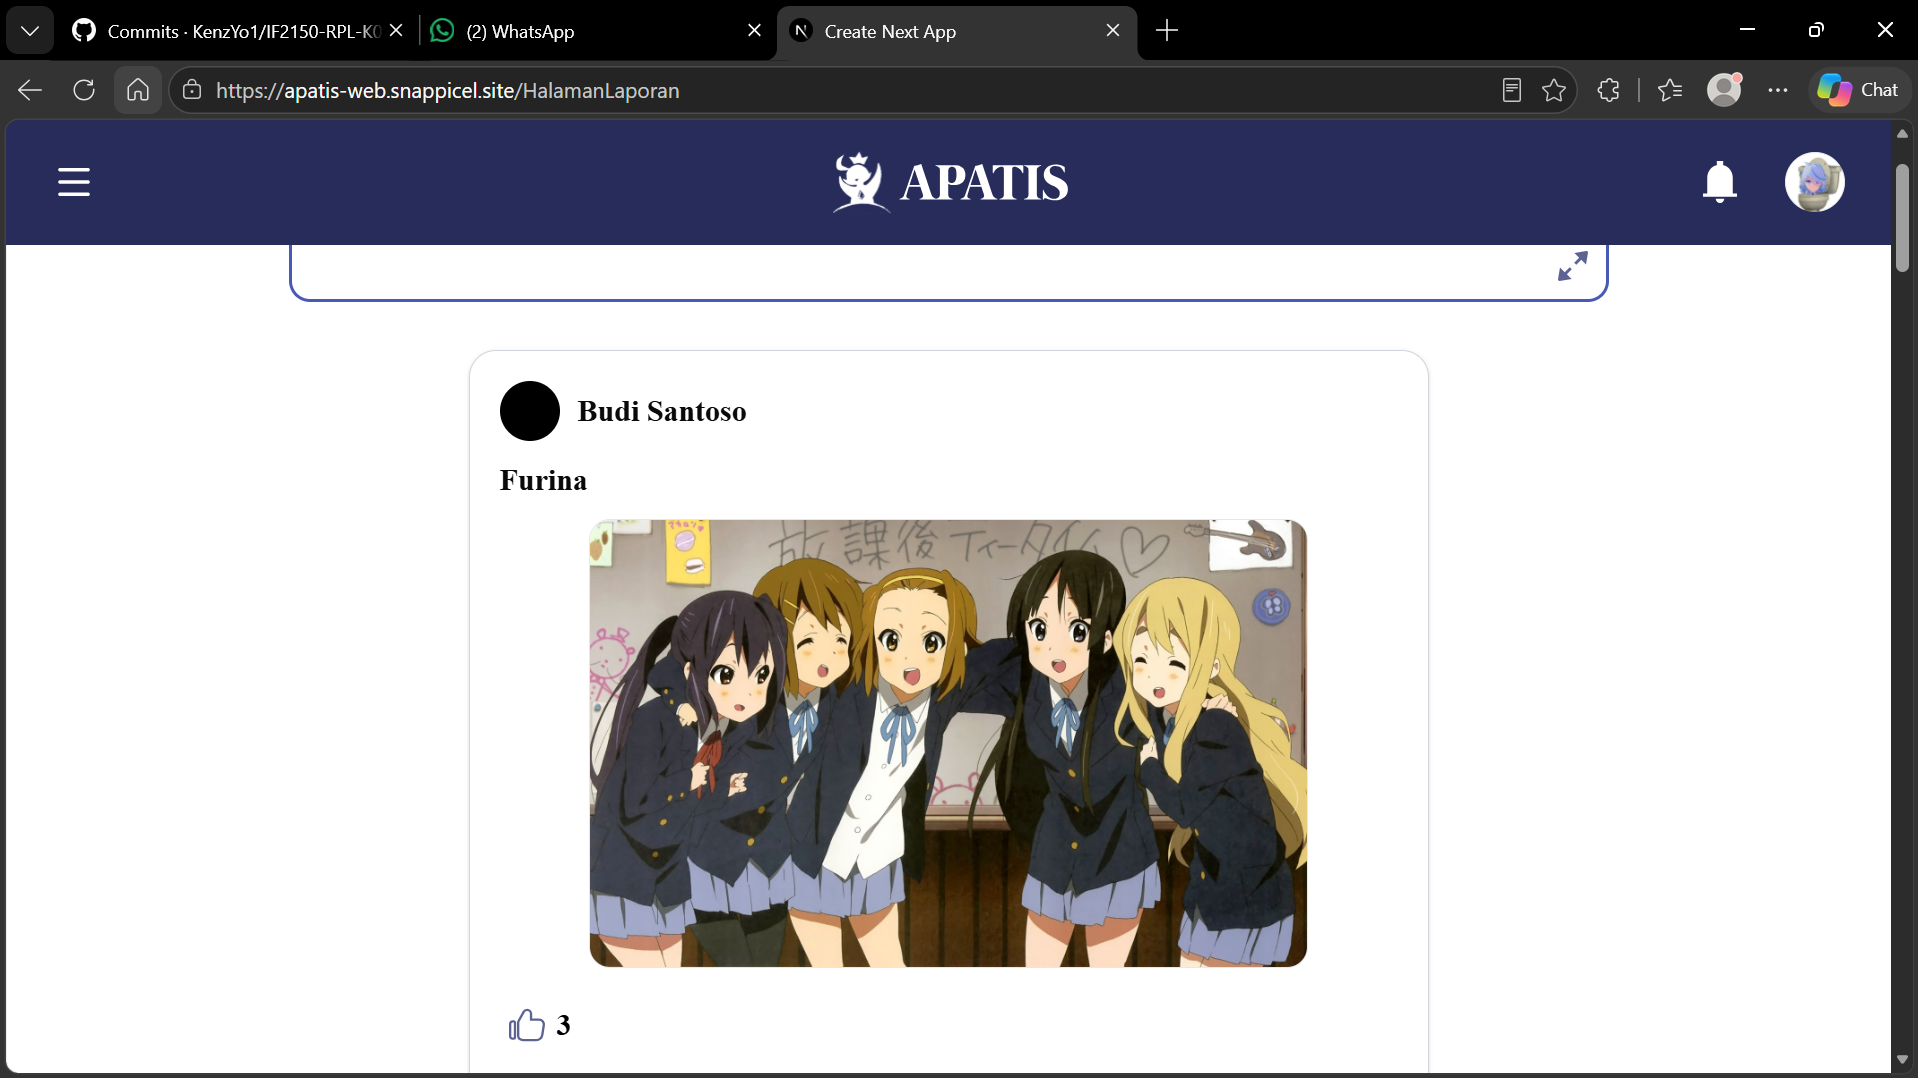 Commits · KenzYo1/IF2150-RPL-K0
(2) WhatsApp
Create Next App
https://apatis-web.snappicel.site/HalamanLaporan
Chat
APATIS
Budi Santoso
Furina
放課後ティータイム♡
3